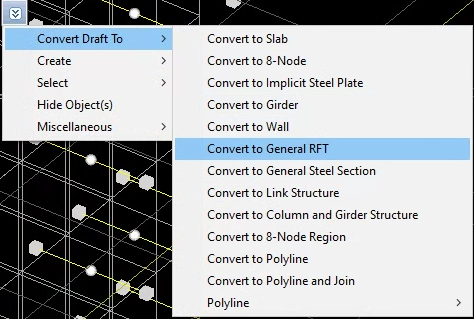 Convert Draft To
Create
Select
Hide Object(s)
Miscellaneous
Convert to Slab
Convert to 8-Node
Convert to Implicit Steel Plate
Convert to Girder
Convert to Wall
Convert to General RFT
Convert to General Steel Section
Convert to Link Structure
Convert to Column and Girder Structure
Convert to 8-Node Region
Convert to Polyline
Convert to Polyline and Join
Polyline